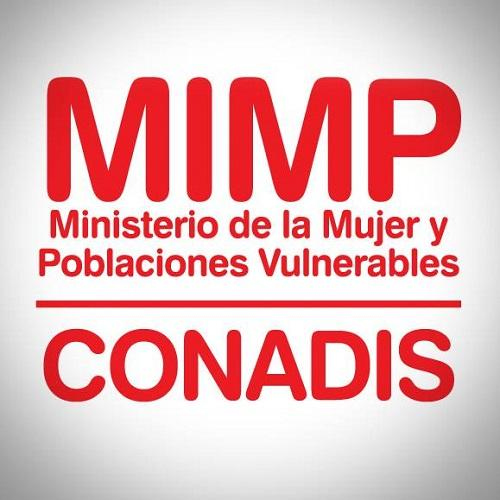 MIMP
Ministerio de la Mujer y
Poblaciones Vulnerables
CONADIS